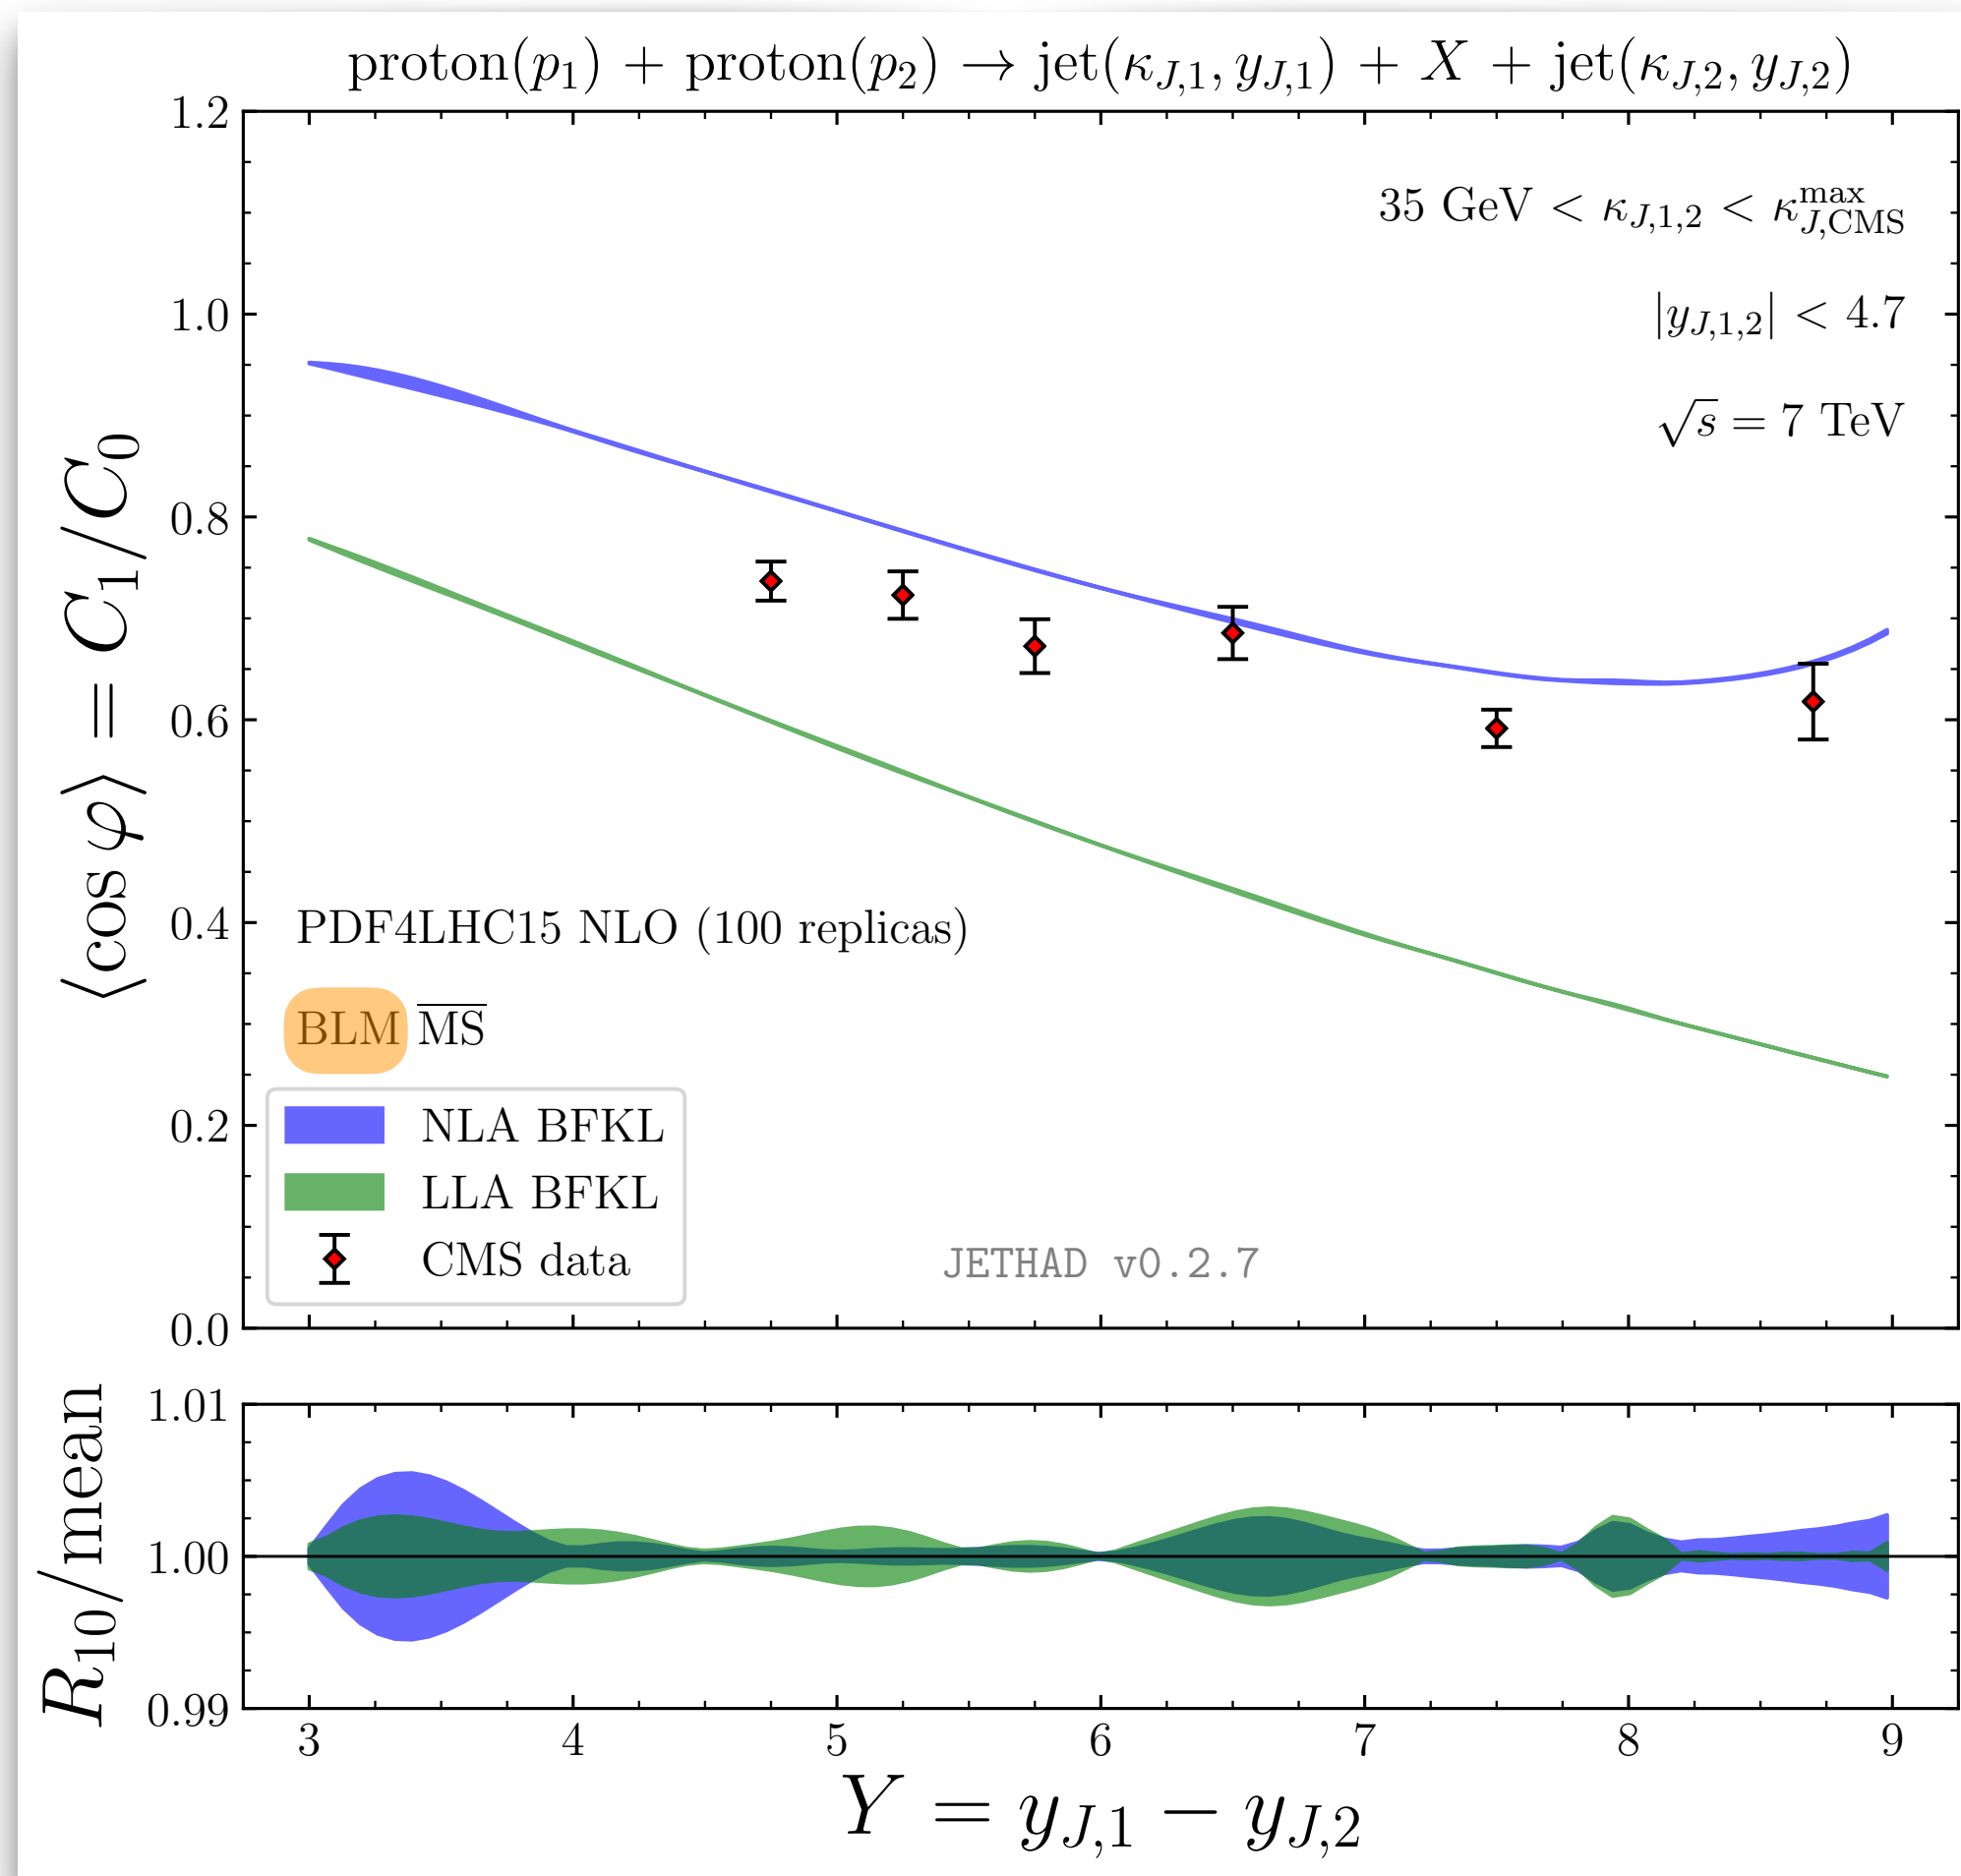 proton(p₁) + proton(p₂) → jet(κ_{J,1}, y_{J,1}) + X + jet(κ_{J,2}, y_{J,2})
⟨cos φ⟩ = C₁/C₀
1.2
1.0
0.8
0.6
0.4
0.2
0.0
35 GeV < κ_{J,1,2} < κ^{max}_{J,CMS}
|y_{J,1,2}| < 4.7
√s = 7 TeV
PDF4LHC15 NLO (100 replicas)
BLM M̅S̅
NLA BFKL
LLA BFKL
CMS data
JETHAD v0.2.7
R₁₀/mean
1.01
1.00
0.99
3 4 5 6 7 8 9
Y = y_{J,1} − y_{J,2}